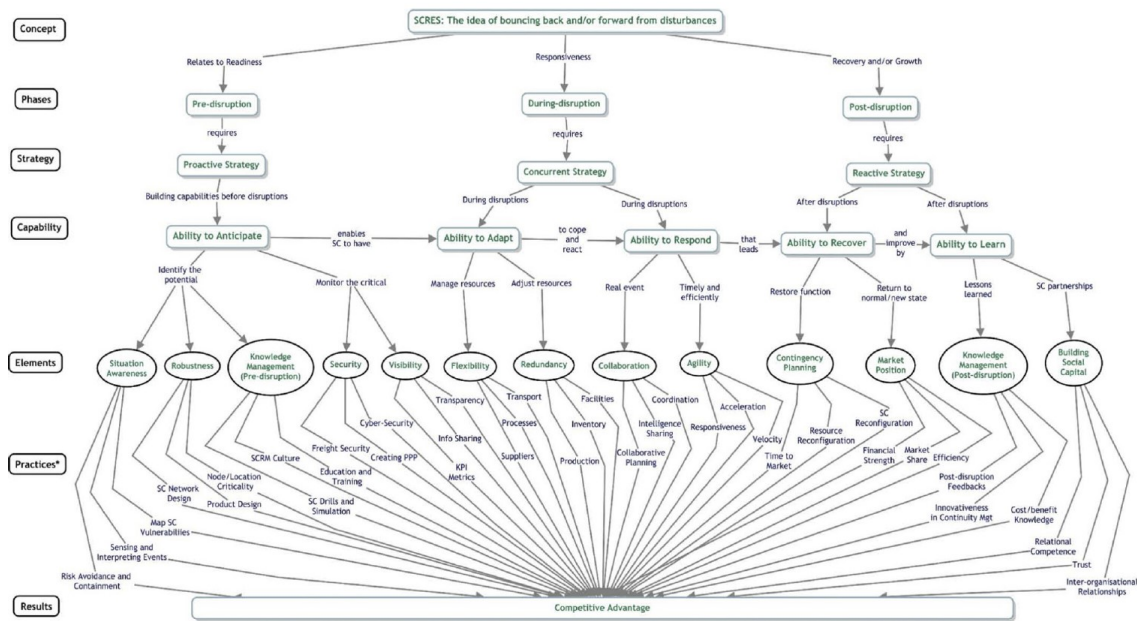 Concept
SCRES: The idea of bouncing back and/or forward from disturbances
Relates to Readiness
Responsiveness
Recovery and/or Growth
Phases
Pre-disruption
During-disruption
Post-disruption
requires
requires
requires
Strategy
Proactive Strategy
Concurrent Strategy
Reactive Strategy
Building capabilities before disruptions
During disruptions
During disruptions
After disruptions
After disruptions
Capability
Ability to Anticipate
enables
SC to have
Ability to Adapt
to cope
and
react
Ability to Respond
that
leads
Ability to Recover
and
improve
by
Ability to Learn
Identify the
potential
Monitor the critical
Manage resources
Adjust resources
Real event
Timely and
efficiently
Restore function
Return to
normal/new state
Lessons
learned
SC partnerships
Elements
Situation
Awareness
Robustness
Knowledge
Management
(Pre-disruption)
Security
Visibility
Flexibility
Redundancy
Collaboration
Agility
Contingency
Planning
Market
Position
Knowledge
Management
(Post-disruption)
Building
Social
Capital
Practices*
Transparency
Transport
Facilities
Coordination
Acceleration
SC
Reconfiguration
Cyber-Security
Processes
Inventory
Intelligence
Sharing
Responsiveness
Velocity
Resource
Reconfiguration
Freight Security
Info Sharing
Suppliers
Production
Collaborative
Planning
Time to
Market
Financial
Strength
Market
Share
Efficiency
SCRM Culture
Creating PPP
KPI
Metrics
Education and
Training
Node/Location
Criticality
SC Network
Design
Product Design
SC Drills and
Simulation
Post-disruption
Feedbacks
Innovativeness
in Continuity Mgt
Cost/benefit
Knowledge
Map SC
Vulnerabiliies
Sensing and
Interpreting Events
Relational
Competence
Trust
Risk Avoidance and
Containment
Inter-organisational
Relationships
Results
Competitive Advantage